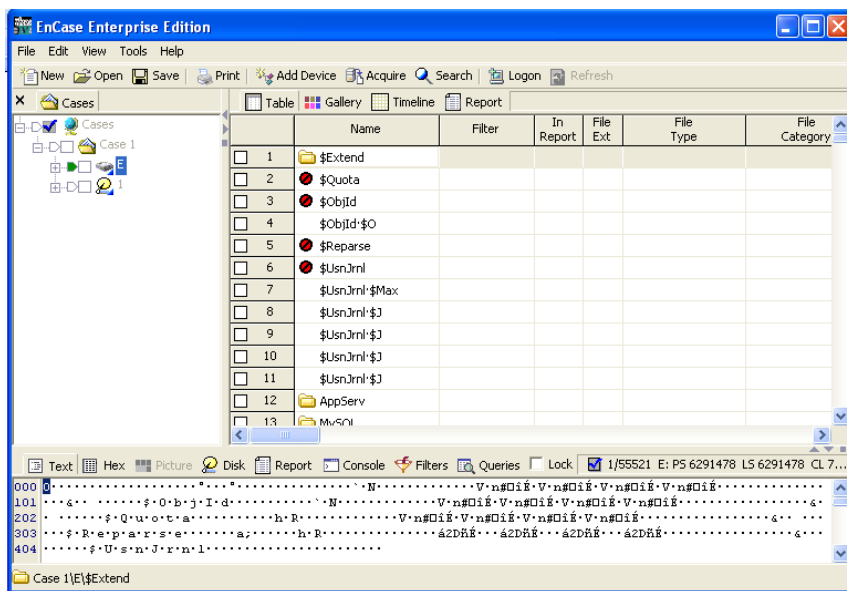 EnCase Enterprise Edition
File Edit View Tools Help
New Open Save Print Add Device Acquire Search Logon Refresh
Cases
Table Gallery Timeline Report
Cases
Case 1
E
1
Name Filter In Report File Ext File Type File Category
1 $Extend
2 $Quota
3 $ObjId
4 $ObjId·$O
5 $Reparse
6 $UsnJrnl
7 $UsnJrnl·$Max
8 $UsnJrnl·$J
9 $UsnJrnl·$J
10 $UsnJrnl·$J
11 $UsnJrnl·$J
12 AppServ
13 MySQL
Text Hex Picture Disk Report Console Filters Queries Lock 1/55521 E: PS 6291478 LS 6291478 CL 7...
000
101 $·O·b·j·I·d
202 $·Q·u·o·t·a
303 $·R·e·p·a·r·s·e
404 $·U·s·n·J·r·n·l
Case 1\E\$Extend